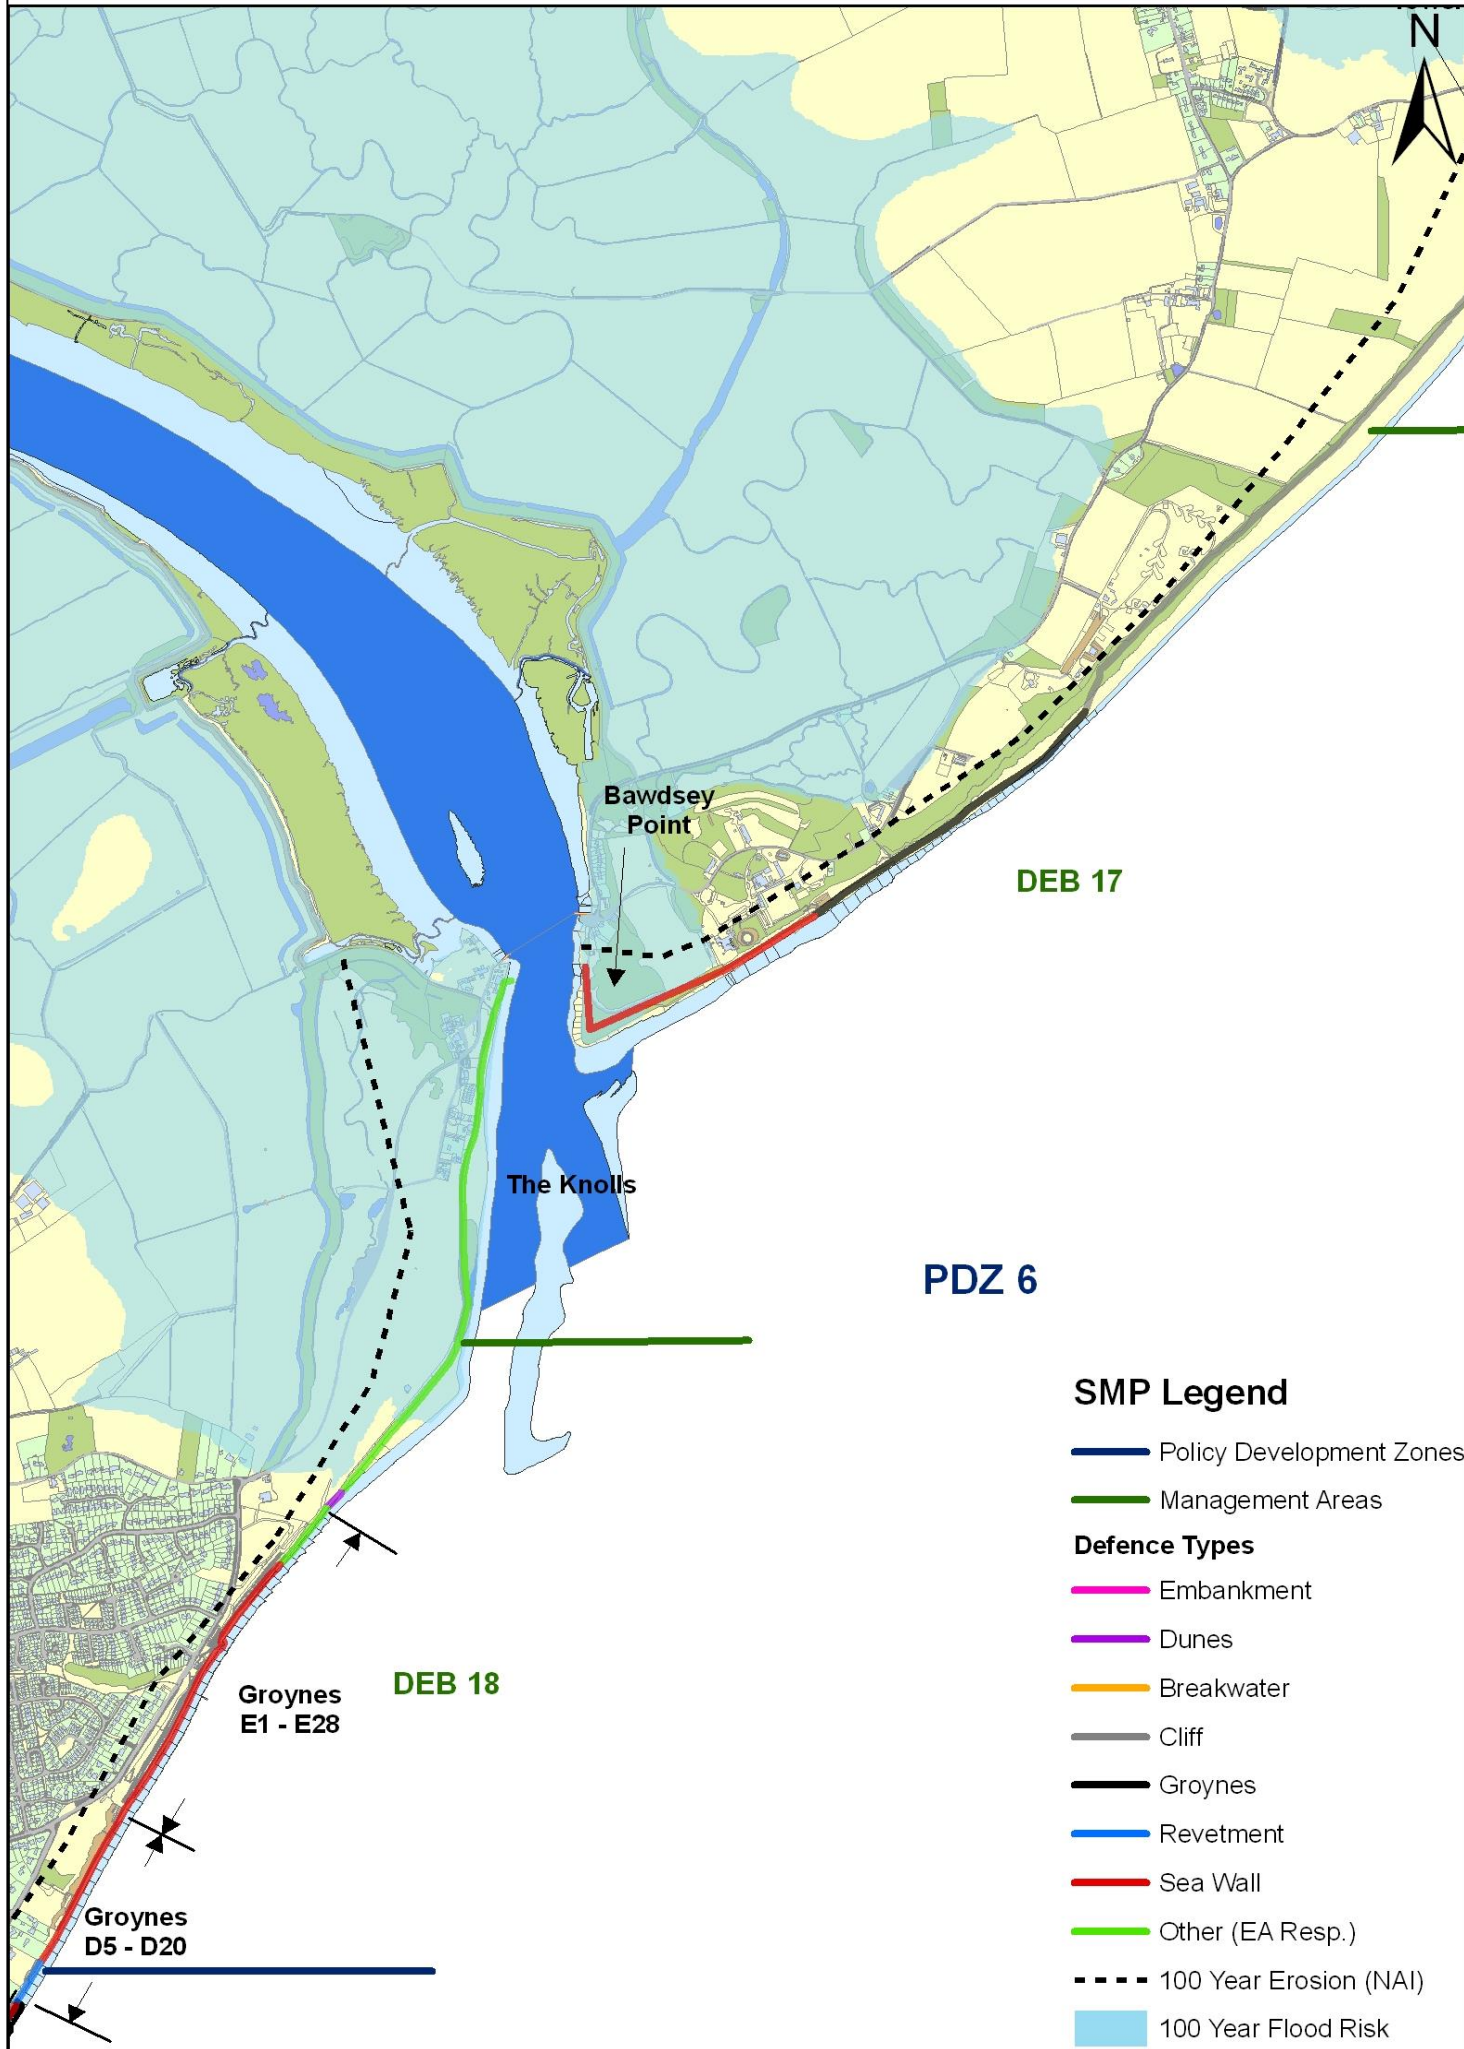 N
Bawdsey
Point
DEB 17
The Knolls
PDZ 6
SMP Legend
Policy Development Zones
Management Areas
Defence Types
Embankment
Dunes
Breakwater
Cliff
Groynes
Revetment
Sea Wall
Other (EA Resp.)
100 Year Erosion (NAI)
100 Year Flood Risk
DEB 18
Groynes
E1 - E28
Groynes
D5 - D20